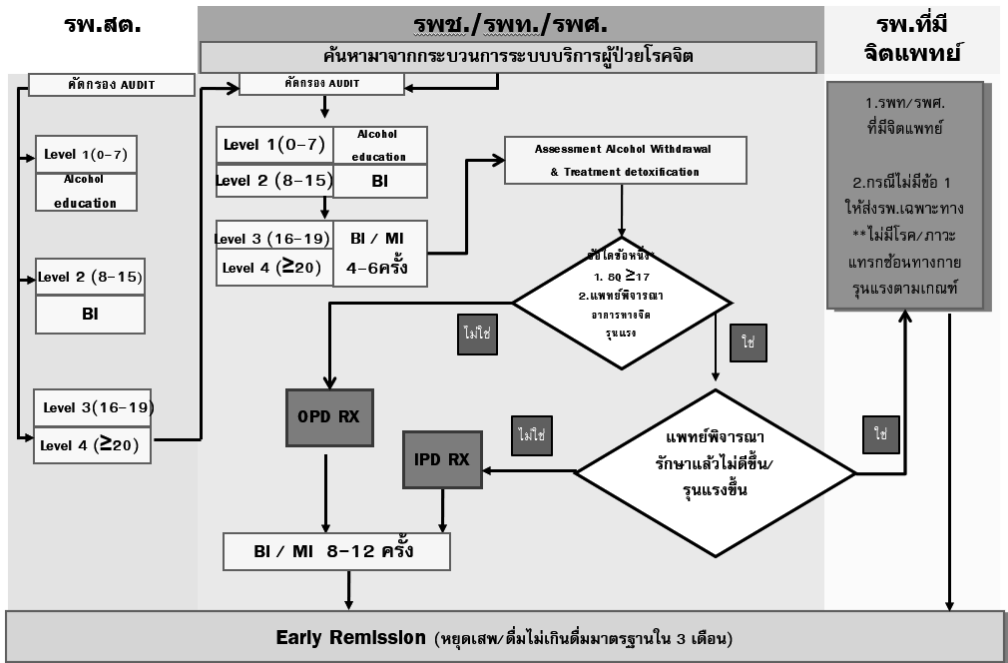 รพ.สต.
รพช./รพท./รพศ.
รพ.ที่มี
จิตแพทย์
ค้นหามาจากกระบวนการระบบบริการผู้ป่วยโรคจิต
คัดกรอง AUDIT
Level 1(0-7)
Alcohol
education
Level 2 (8-15)
BI
Level 3(16-19)
Level 4 (≥20)
คัดกรอง AUDIT
Level 1(0-7)
Alcohol
education
Level 2 (8-15)
BI
Level 3 (16-19)
Level 4 (≥20)
BI / MI
4-6ครั้ง
Assessment Alcohol Withdrawal
& Treatment detoxification
ข้อใดข้อหนึ่ง
1. 8Q ≥17
2.แพทย์พิจารณา
อาการทางจิต
รุนแรง
ไม่ใช่
ใช่
OPD RX
IPD RX
ไม่ใช่
แพทย์พิจารณา
รักษาแล้วไม่ดีขึ้น/
รุนแรงขึ้น
ใช่
BI / MI 8-12 ครั้ง
1.รพท/รพศ.
ที่มีจิตแพทย์
2.กรณีไม่มีข้อ 1
ให้ส่งรพ.เฉพาะทาง
**ไม่มีโรค/ภาวะ
แทรกซ้อนทางกาย
รุนแรงตามเกณฑ์
Early Remission (หยุดเสพ/ดื่มไม่เกินดื่มมาตรฐานใน 3 เดือน)